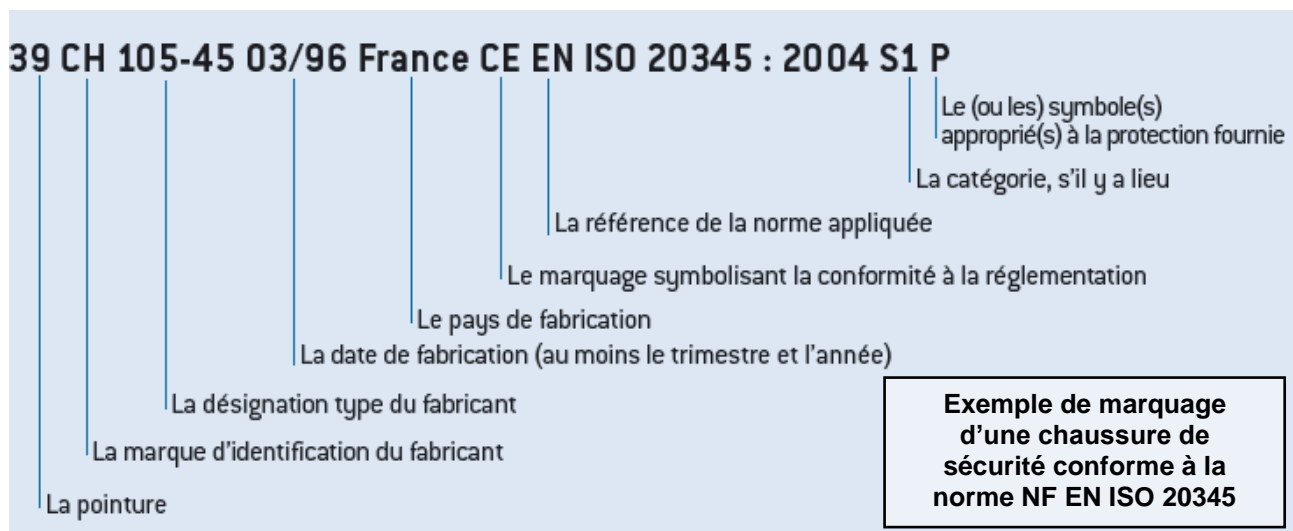 39 CH 105-45 03/96 France CE EN ISO 20345 : 2004 S1 P
Le (ou les) symbole(s)
approprié(s) à la protection fournie
La catégorie, s'il y a lieu
La référence de la norme appliquée
Le marquage symbolisant la conformité à la réglementation
Le pays de fabrication
La date de fabrication (au moins le trimestre et l'année)
La désignation type du fabricant
La marque d'identification du fabricant
La pointure
Exemple de marquage
d'une chaussure de
sécurité conforme à la
norme NF EN ISO 20345